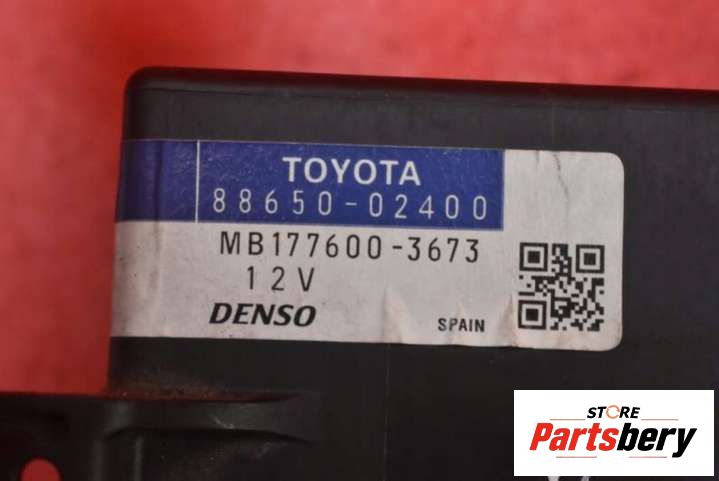 TOYOTA
88650-02400
MB177600-3673
12V
DENSO
SPAIN
STORE
Partsbery